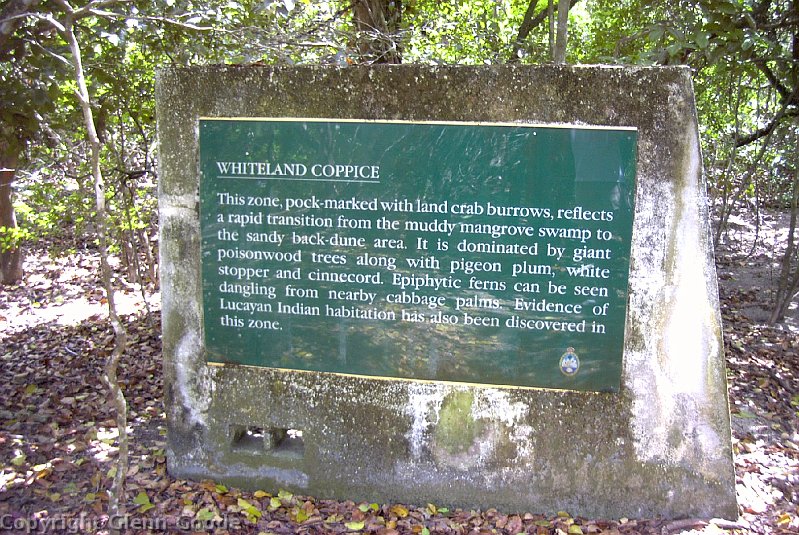 WHITELAND COPPICE
This zone, pock-marked with land crab burrows, reflects
a rapid transition from the muddy mangrove swamp to
the sandy back-dune area. It is dominated by giant
poisonwood trees along with pigeon plum, white
stopper and cinnecord. Epiphytic ferns can be seen
dangling from nearby cabbage palms. Evidence of
Lucayan Indian habitation has also been discovered in
this zone.
Copyright - Glenn Goode